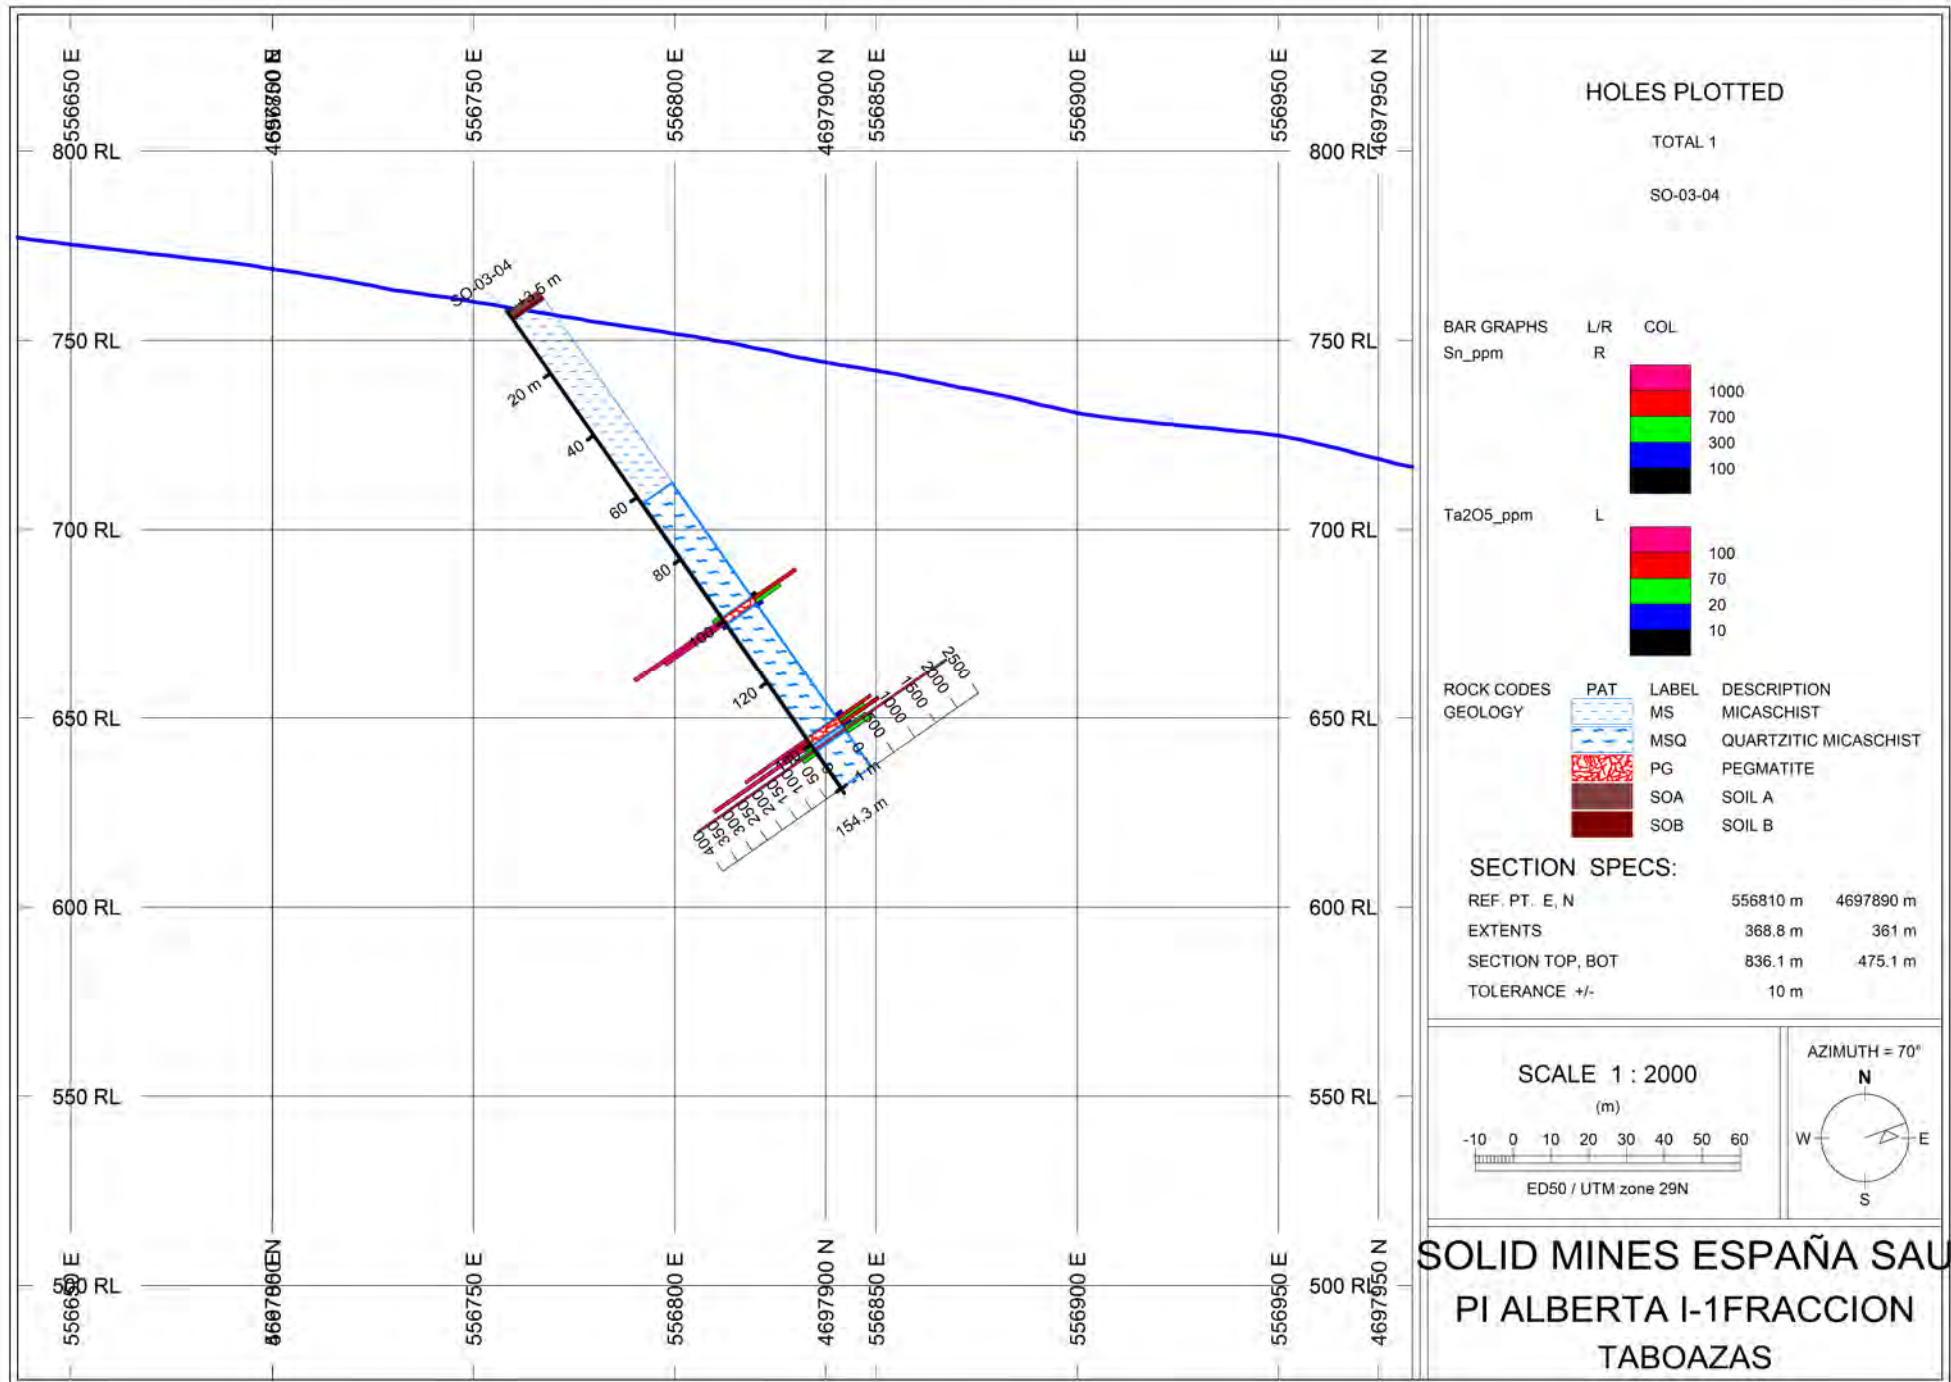 556650 E
556700 E
556750 E
556800 E
4697900 N
556850 E
556900 E
556950 E
4697950 N
800 RL
800 RL
750 RL
750 RL
700 RL
700 RL
650 RL
650 RL
600 RL
600 RL
550 RL
550 RL
500 RL
500 RL
SO-03-04
3.5 m
20 m
40
60
80
100
120
154.3 m
1 m
0
500
1000
1500
2000
2500
0
50
100
150
200
250
300
350
400
556650 E
556750 E
556800 E
4697900 N
556850 E
556900 E
556950 E
4697950 N
HOLES PLOTTED
TOTAL 1
SO-03-04
BAR GRAPHS L/R COL
Sn_ppm R
1000
700
300
100
Ta2O5_ppm L
100
70
20
10
ROCK CODES PAT LABEL DESCRIPTION
GEOLOGY MS MICASCHIST
MSQ QUARTZITIC MICASCHIST
PG PEGMATITE
SOA SOIL A
SOB SOIL B
SECTION SPECS:
REF. PT. E, N 556810 m 4697890 m
EXTENTS 368.8 m 361 m
SECTION TOP, BOT 836.1 m 475.1 m
TOLERANCE +/- 10 m
SCALE 1 : 2000
(m)
-10 0 10 20 30 40 50 60
ED50 / UTM zone 29N
AZIMUTH = 70°
N
W E
S
SOLID MINES ESPAÑA SAU
PI ALBERTA I-1FRACCION
TABOAZAS